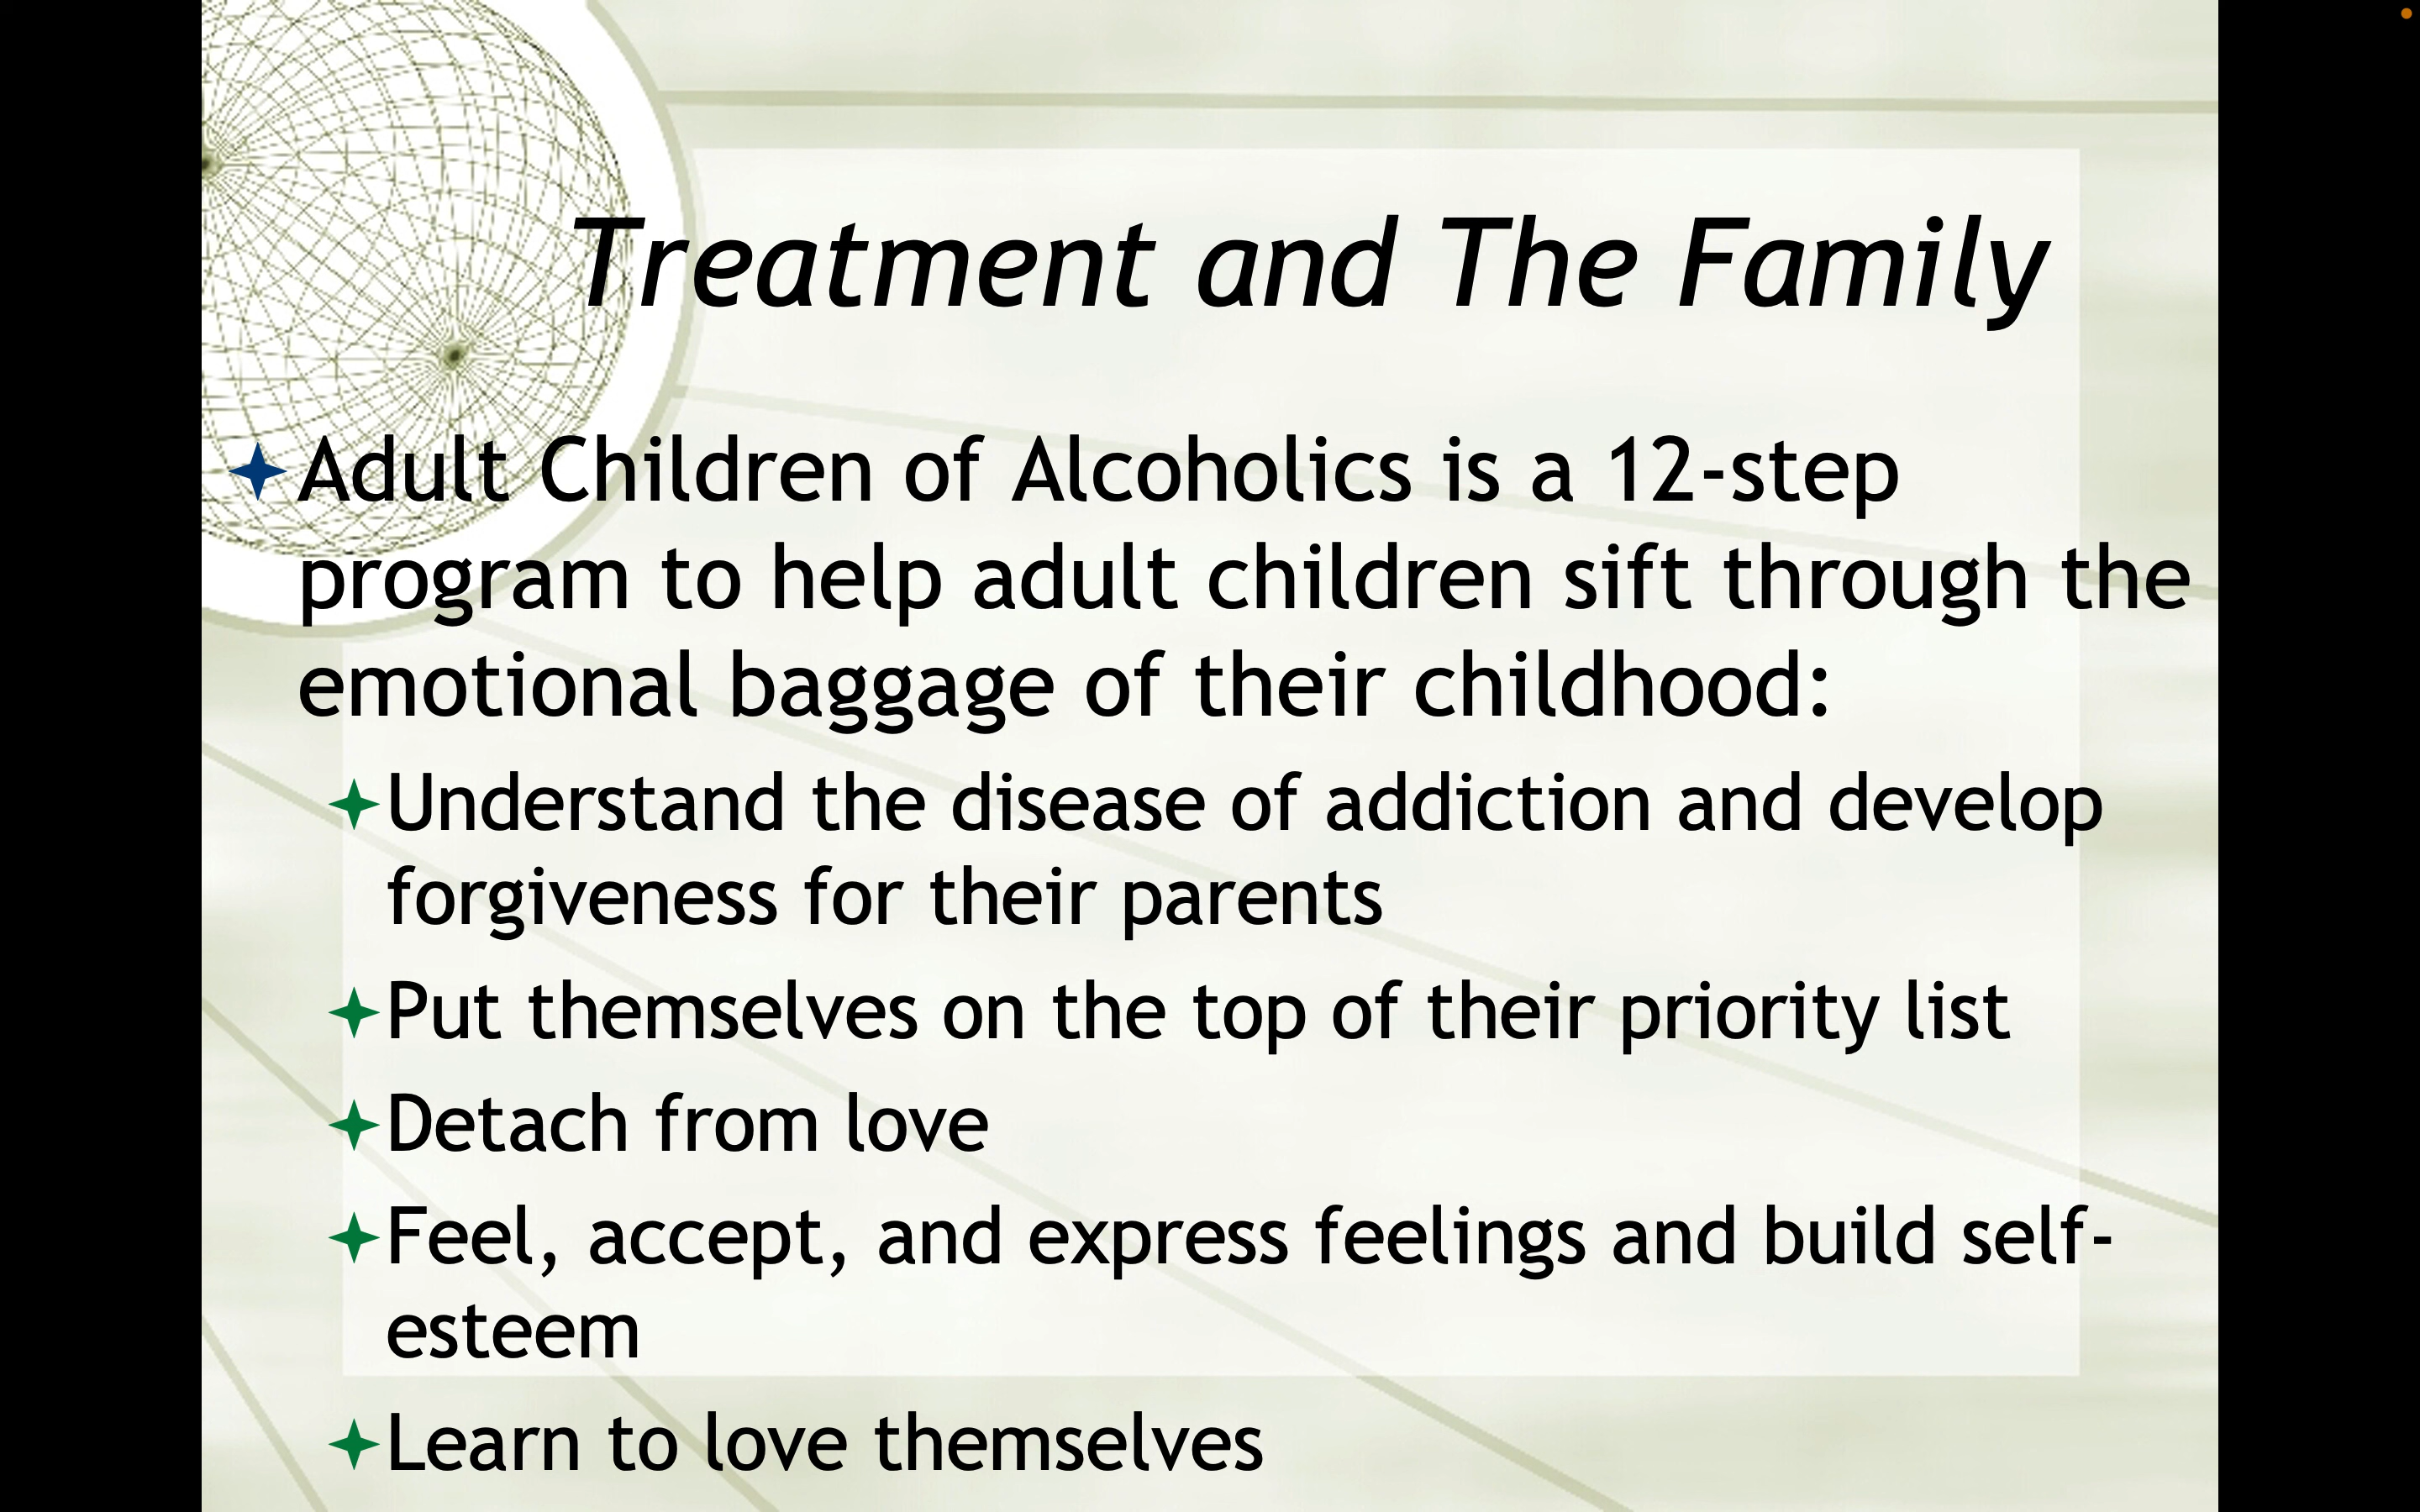 Treatment and The Family
Adult Children of Alcoholics is a 12-step
program to help adult children sift through the
emotional baggage of their childhood:
Understand the disease of addiction and develop
forgiveness for their parents
Put themselves on the top of their priority list
Detach from love
Feel, accept, and express feelings and build self-
esteem
Learn to love themselves